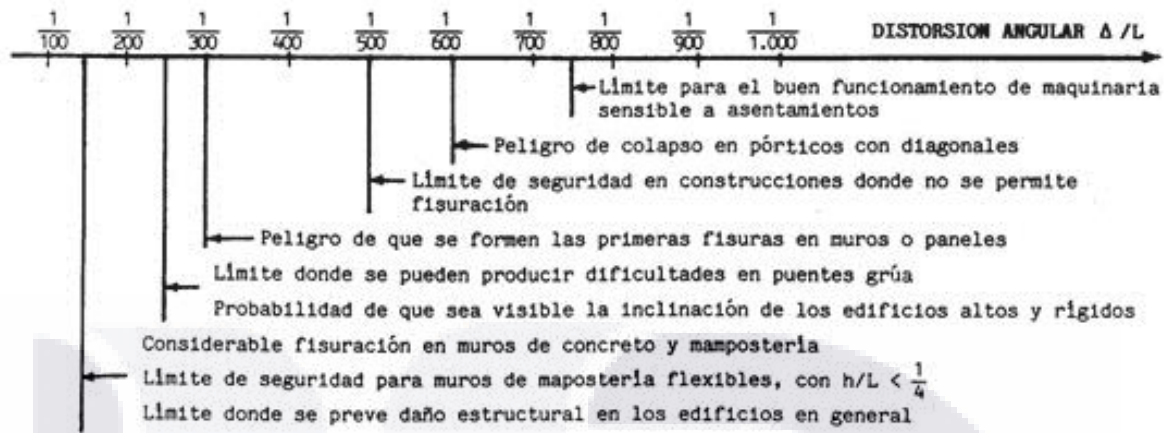 1/100 1/200 1/300 1/400 1/500 1/600 1/700 1/800 1/900 1/1.000 DISTORSION ANGULAR Δ /L
Límite para el buen funcionamiento de maquinaria
sensible a asentamientos
Peligro de colapso en pórticos con diagonales
Límite de seguridad en construcciones donde no se permite
fisuración
Peligro de que se formen las primeras fisuras en muros o paneles
Límite donde se pueden producir dificultades en puentes grúa
Probabilidad de que sea visible la inclinación de los edificios altos y rígidos
Considerable fisuración en muros de concreto y mampostería
Límite de seguridad para muros de mapostería flexibles, con h/L < 1/4
Límite donde se preve daño estructural en los edificios en general